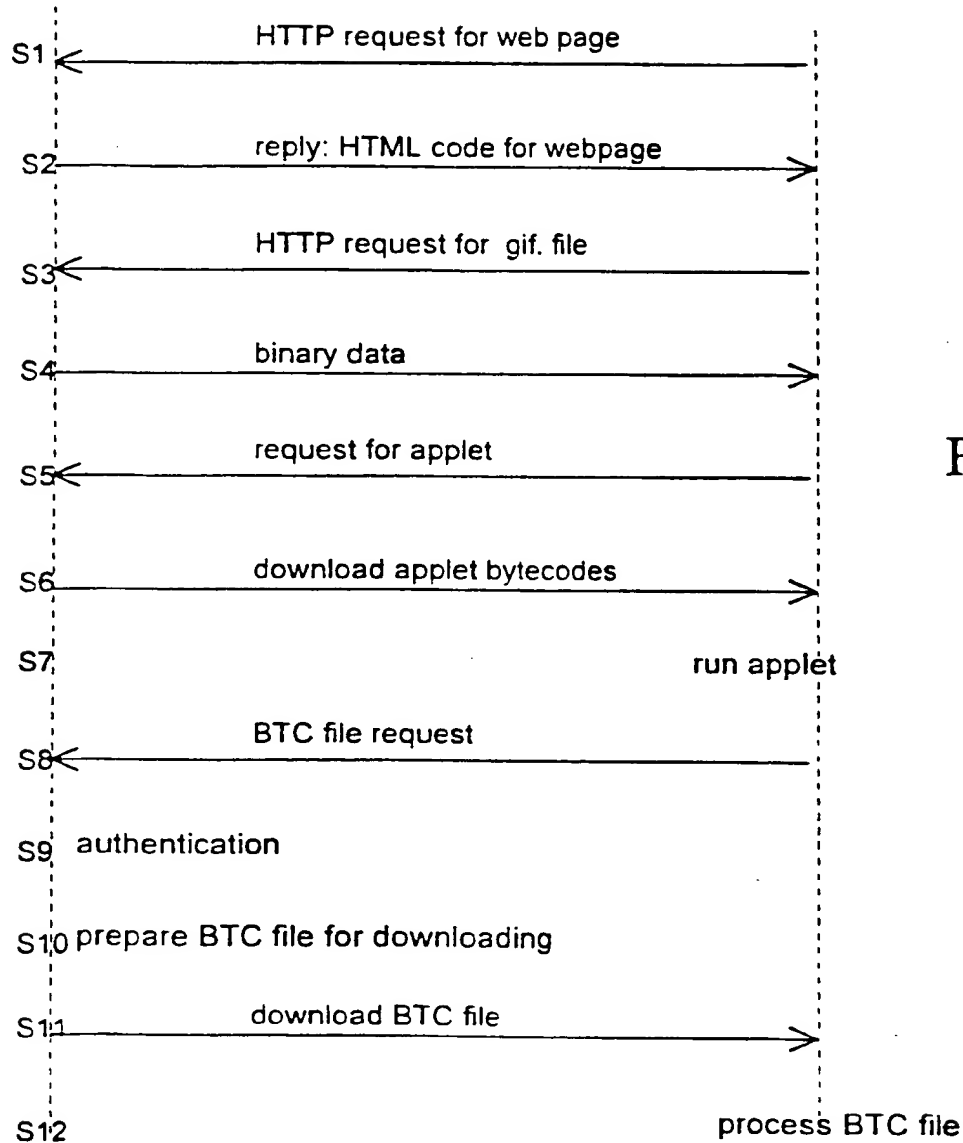 HTTP request for web page
S1
reply: HTML code for webpage
S2
HTTP request for gif. file
S3
binary data
S4
request for applet
S5
download applet bytecodes
S6
S7 run applet
BTC file request
S8
S9 authentication
S10 prepare BTC file for downloading
download BTC file
S11
S12 process BTC file